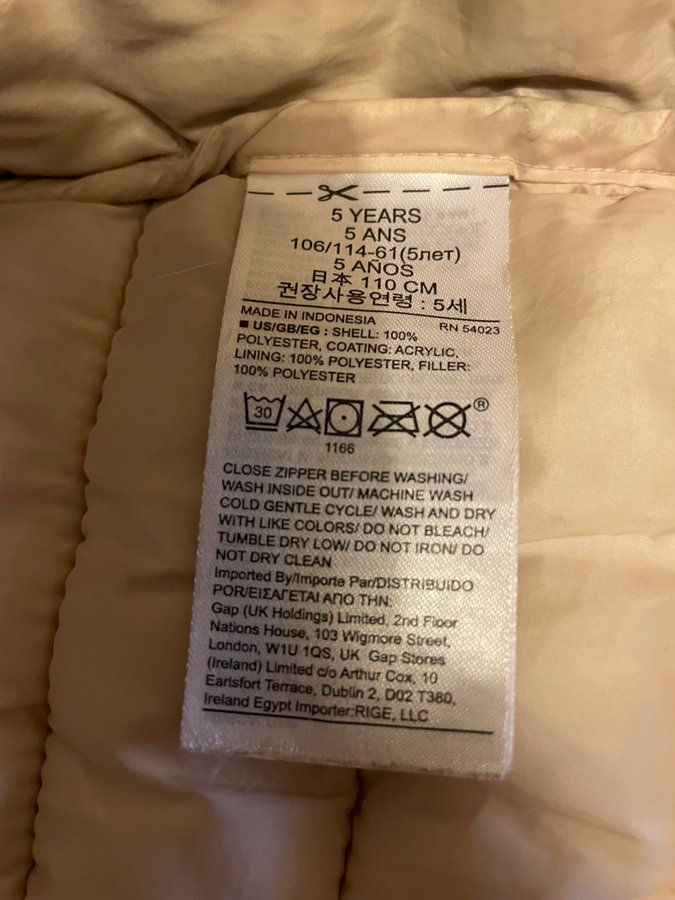 5 YEARS
5 ANS
106/114-61(5лет)
5 AÑOS
日本 110 CM
권장사용연령 : 5세
MADE IN INDONESIA RN 54023
US/GB/EG : SHELL: 100%
POLYESTER, COATING: ACRYLIC,
LINING: 100% POLYESTER, FILLER:
100% POLYESTER
30 ®
1166
CLOSE ZIPPER BEFORE WASHING/
WASH INSIDE OUT/ MACHINE WASH
COLD GENTLE CYCLE/ WASH AND DRY
WITH LIKE COLORS/ DO NOT BLEACH/
TUMBLE DRY LOW/ DO NOT IRON/ DO
NOT DRY CLEAN
Imported By/Importe Par/DISTRIBUIDO
POR/ΕΙΣΑΓΕΤΑΙ ΑΠΟ ΤΗΝ:
Gap (UK Holdings) Limited, 2nd Floor
Nations House, 103 Wigmore Street,
London, W1U 1QS, UK Gap Stores
(Ireland) Limited c/o Arthur Cox, 10
Earlsfort Terrace, Dublin 2, D02 T380,
Ireland Egypt Importer:RIGE, LLC